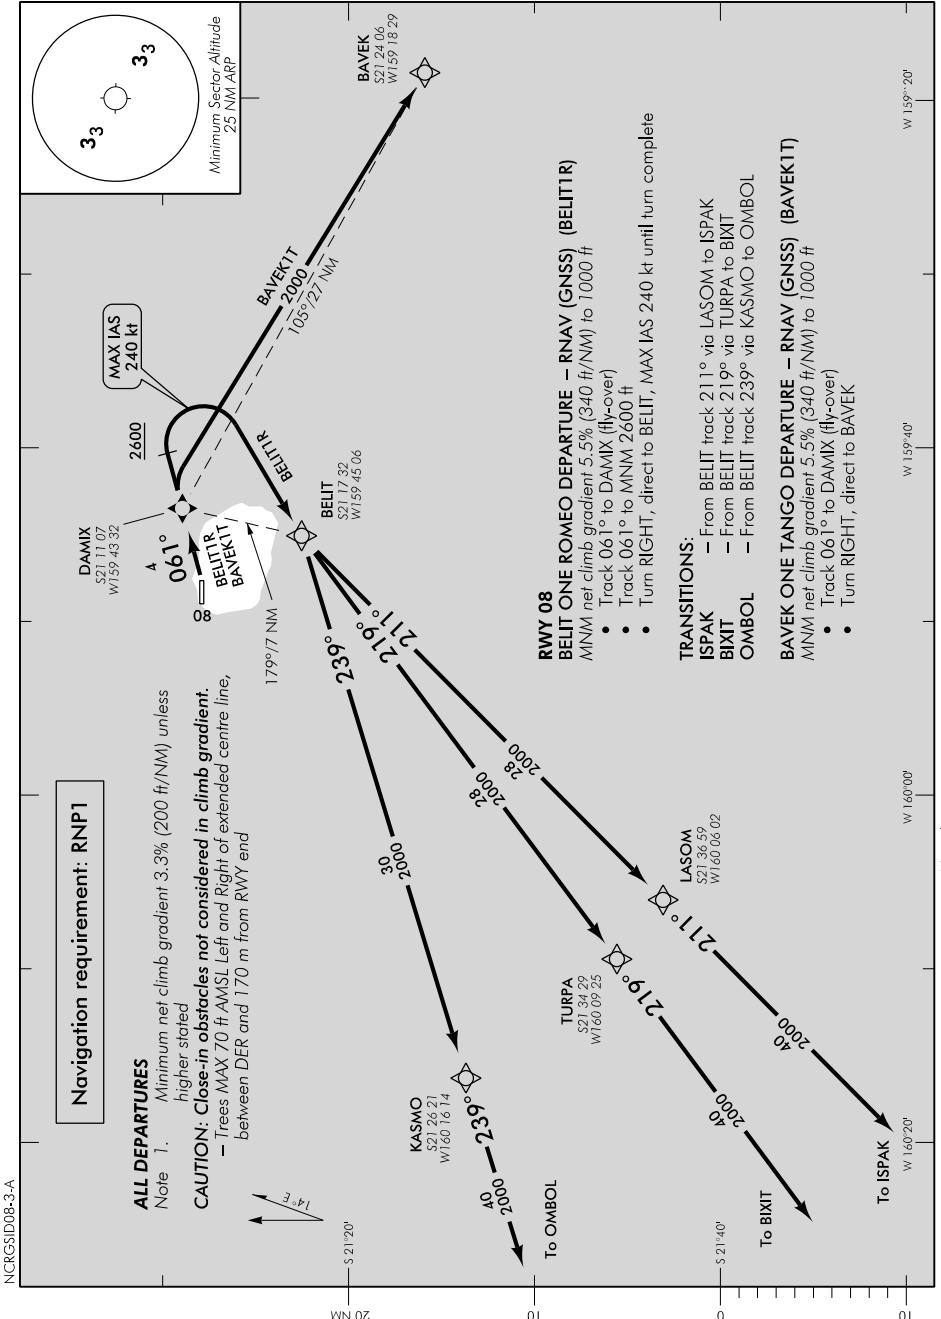 NCRGSID08-3-A
Navigation requirement: RNP1
ALL DEPARTURES
Note 1. Minimum net climb gradient 3.3% (200 ft/NM) unless
higher stated
CAUTION: Close-in obstacles not considered in climb gradient.
– Trees MAX 70 ft AMSL Left and Right of extended centre line,
between DER and 170 m from RWY end
14°E
Minimum Sector Altitude
25 NM ARP
33
33
DAMIX
S21 11 07
W159 43 32
4
061°
08
BELIT1R
BAVEK1T
2600
MAX IAS
240 kt
BAVEK1T
2000
105°/27 NM
BAVEK
S21 24 06
W159 18 29
BELIT1R
BELIT
S21 17 32
W159 45 06
179°/7 NM
239°
219°
211°
30
2000
28
2000
28
2000
KASMO
S21 26 21
W160 16 14
239°
40
2000
To OMBOL
TURPA
S21 34 29
W160 09 25
219°
40
2000
To BIXIT
LASOM
S21 36 59
W160 06 02
211°
40
2000
To ISPAK
RWY 08
BELIT ONE ROMEO DEPARTURE – RNAV (GNSS) (BELIT1R)
MNM net climb gradient 5.5% (340 ft/NM) to 1000 ft
• Track 061° to DAMIX (fly-over)
• Track 061° to MNM 2600 ft
• Turn RIGHT, direct to BELIT, MAX IAS 240 kt until turn complete
TRANSITIONS:
ISPAK – From BELIT track 211° via LASOM to ISPAK
BIXIT – From BELIT track 219° via TURPA to BIXIT
OMBOL – From BELIT track 239° via KASMO to OMBOL
BAVEK ONE TANGO DEPARTURE – RNAV (GNSS) (BAVEK1T)
MNM net climb gradient 5.5% (340 ft/NM) to 1000 ft
• Track 061° to DAMIX (fly-over)
• Turn RIGHT, direct to BAVEK
S 21°20'
S 21°40'
W 160°20'
W 160°00'
W 159°40'
W 159°20'
20 NM
10
0
10